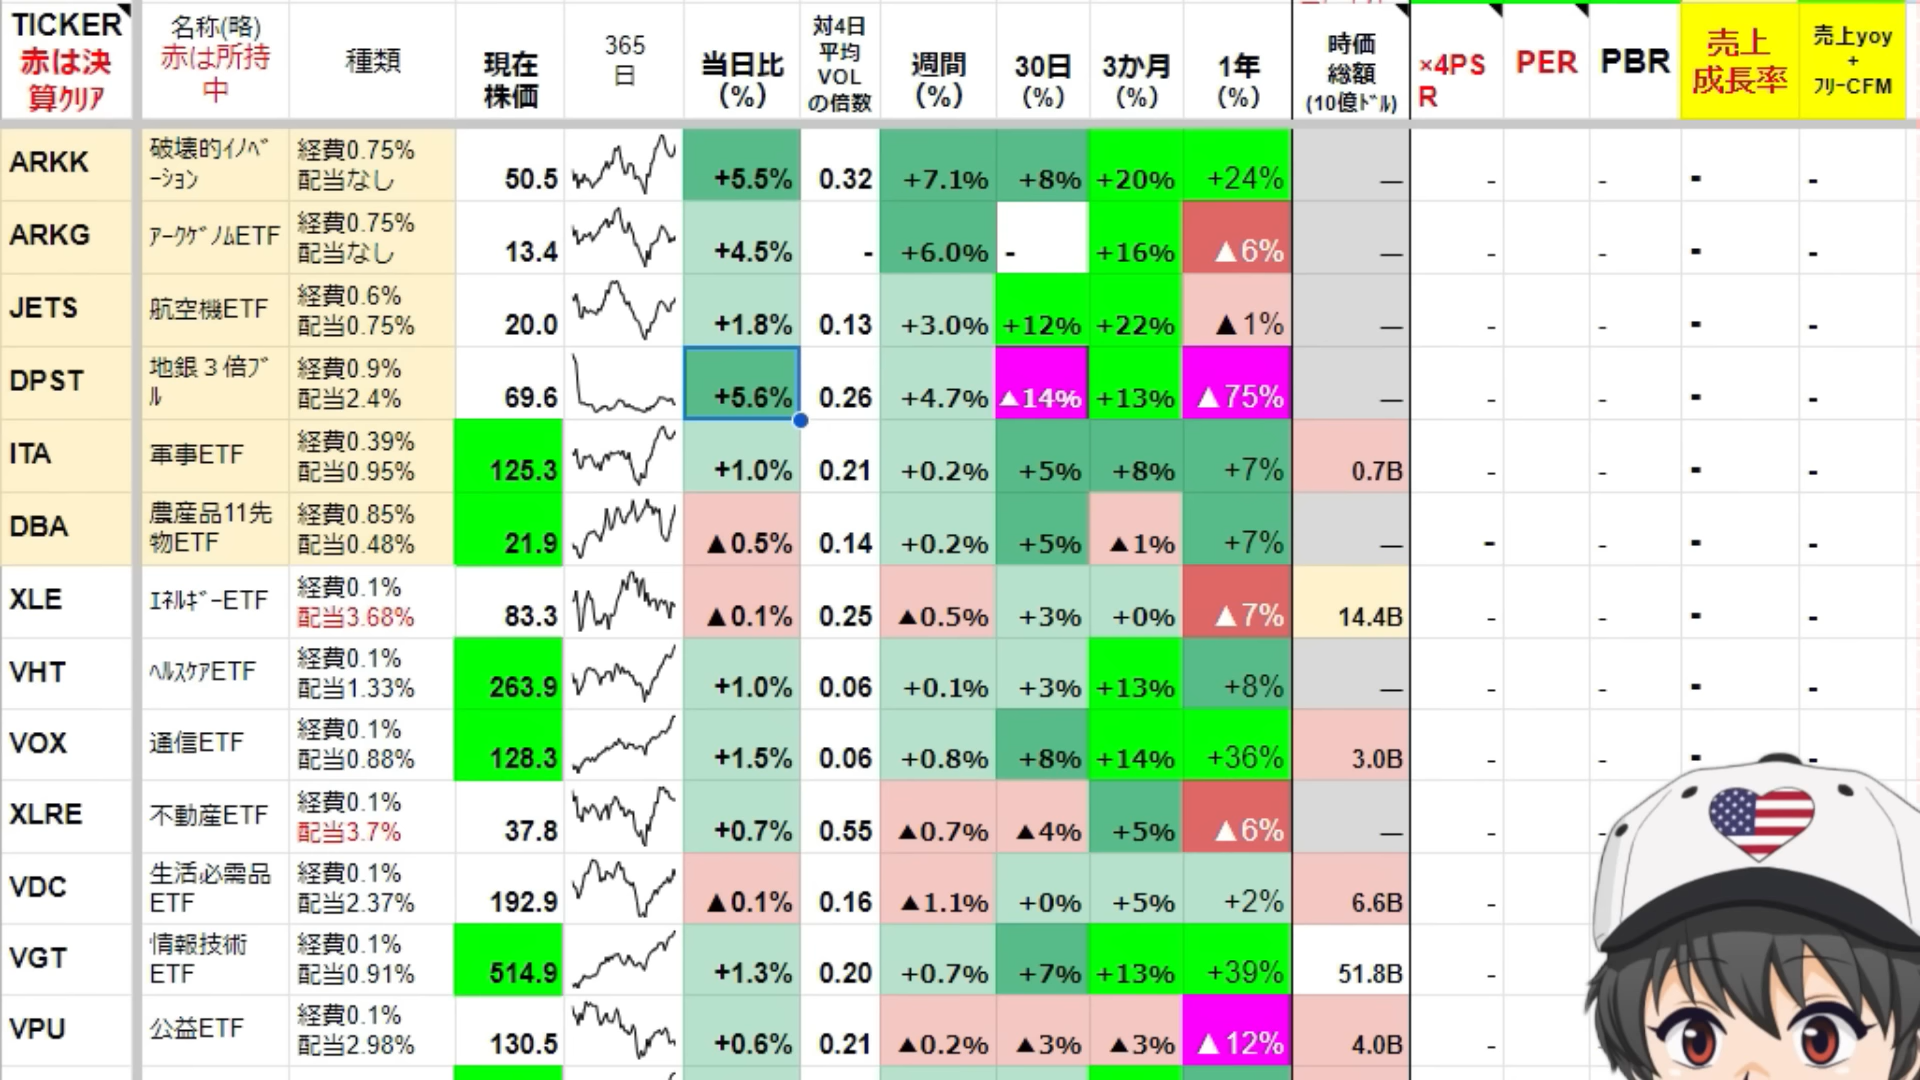 TICKER
赤は決
算ｸﾘｱ
名称(略)
赤は所持
中
種類
現在
株価
365
日
当日比
(%)
対4日
平均
VOL
の倍数
週間
(%)
30日
(%)
3か月
(%)
1年
(%)
時価
総額
(10億ﾄﾞﾙ)
×4PS
R
PER
PBR
売上
成長率
売上yoy
+
ﾌﾘｰCFM
ARKK
破壊的ｲﾉﾍﾞ
ｰｼｮﾝ
経費0.75%
配当なし
50.5 +5.5% 0.32 +7.1% +8% +20% +24% — - - - -
ARKG
ｱｰｸｹﾞﾉﾑETF
経費0.75%
配当なし
13.4 +4.5% - +6.0% - +16% ▲6% — - - - -
JETS
航空機ETF
経費0.6%
配当0.75%
20.0 +1.8% 0.13 +3.0% +12% +22% ▲1% — - - - -
DPST
地銀３倍ﾌﾞ
ﾙ
経費0.9%
配当2.4%
69.6 +5.6% 0.26 +4.7% ▲14% +13% ▲75% — - - - -
ITA
軍事ETF
経費0.39%
配当0.95%
125.3 +1.0% 0.21 +0.2% +5% +8% +7% 0.7B - - - -
DBA
農産品11先
物ETF
経費0.85%
配当0.48%
21.9 ▲0.5% 0.14 +0.2% +5% ▲1% +7% — - - - -
XLE
ｴﾈﾙｷﾞｰETF
経費0.1%
配当3.68%
83.3 ▲0.1% 0.25 ▲0.5% +3% +0% ▲7% 14.4B - - - -
VHT
ﾍﾙｽｹｱETF
経費0.1%
配当1.33%
263.9 +1.0% 0.06 +0.1% +3% +13% +8% — - - - -
VOX
通信ETF
経費0.1%
配当0.88%
128.3 +1.5% 0.06 +0.8% +8% +14% +36% 3.0B - - - -
XLRE
不動産ETF
経費0.1%
配当3.7%
37.8 +0.7% 0.55 ▲0.7% ▲4% +5% ▲6% — - -
VDC
生活必需品
ETF
経費0.1%
配当2.37%
192.9 ▲0.1% 0.16 ▲1.1% +0% +5% +2% 6.6B -
VGT
情報技術
ETF
経費0.1%
配当0.91%
514.9 +1.3% 0.20 +0.7% +7% +13% +39% 51.8B -
VPU
公益ETF
経費0.1%
配当2.98%
130.5 +0.6% 0.21 ▲0.2% ▲3% ▲3% ▲12% 4.0B -